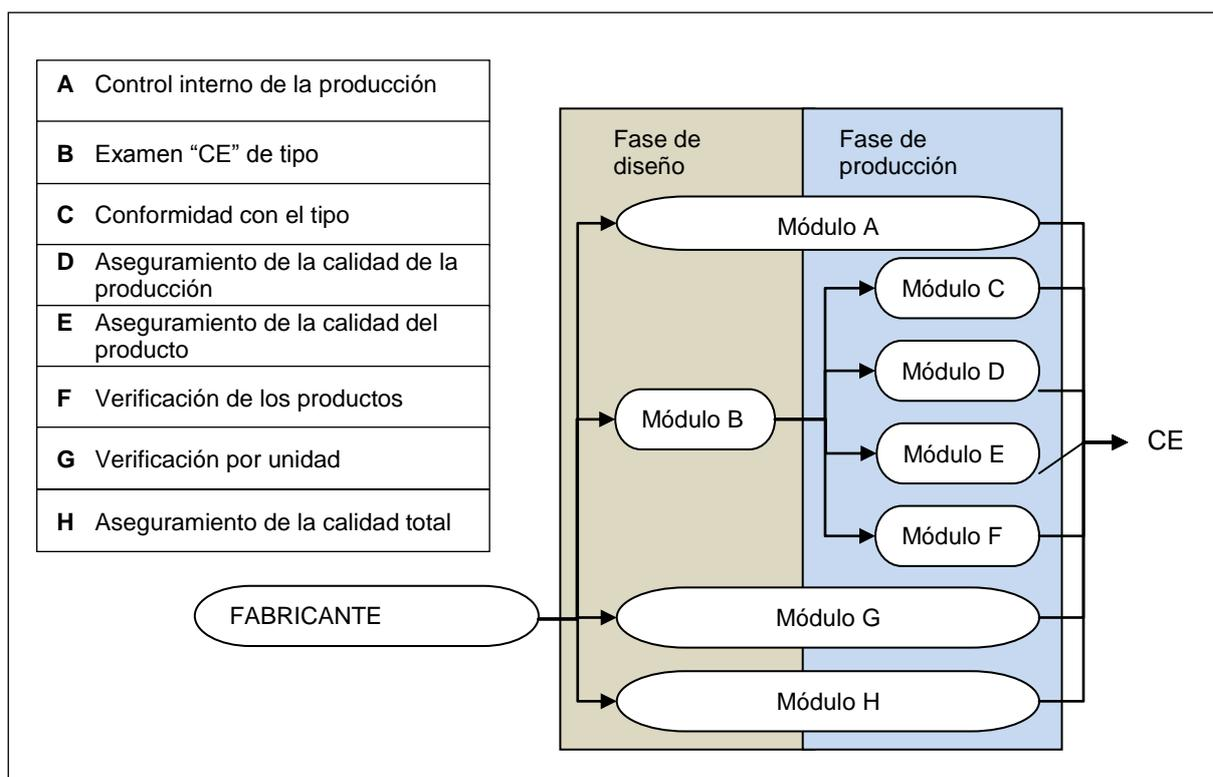 A Control interno de la producción
B Examen “CE” de tipo
C Conformidad con el tipo
D Aseguramiento de la calidad de la
producción
E Aseguramiento de la calidad del
producto
F Verificación de los productos
G Verificación por unidad
H Aseguramiento de la calidad total
Fase de
diseño
Fase de
producción
Módulo A
Módulo C
Módulo D
Módulo B
Módulo E
CE
Módulo F
FABRICANTE
Módulo G
Módulo H